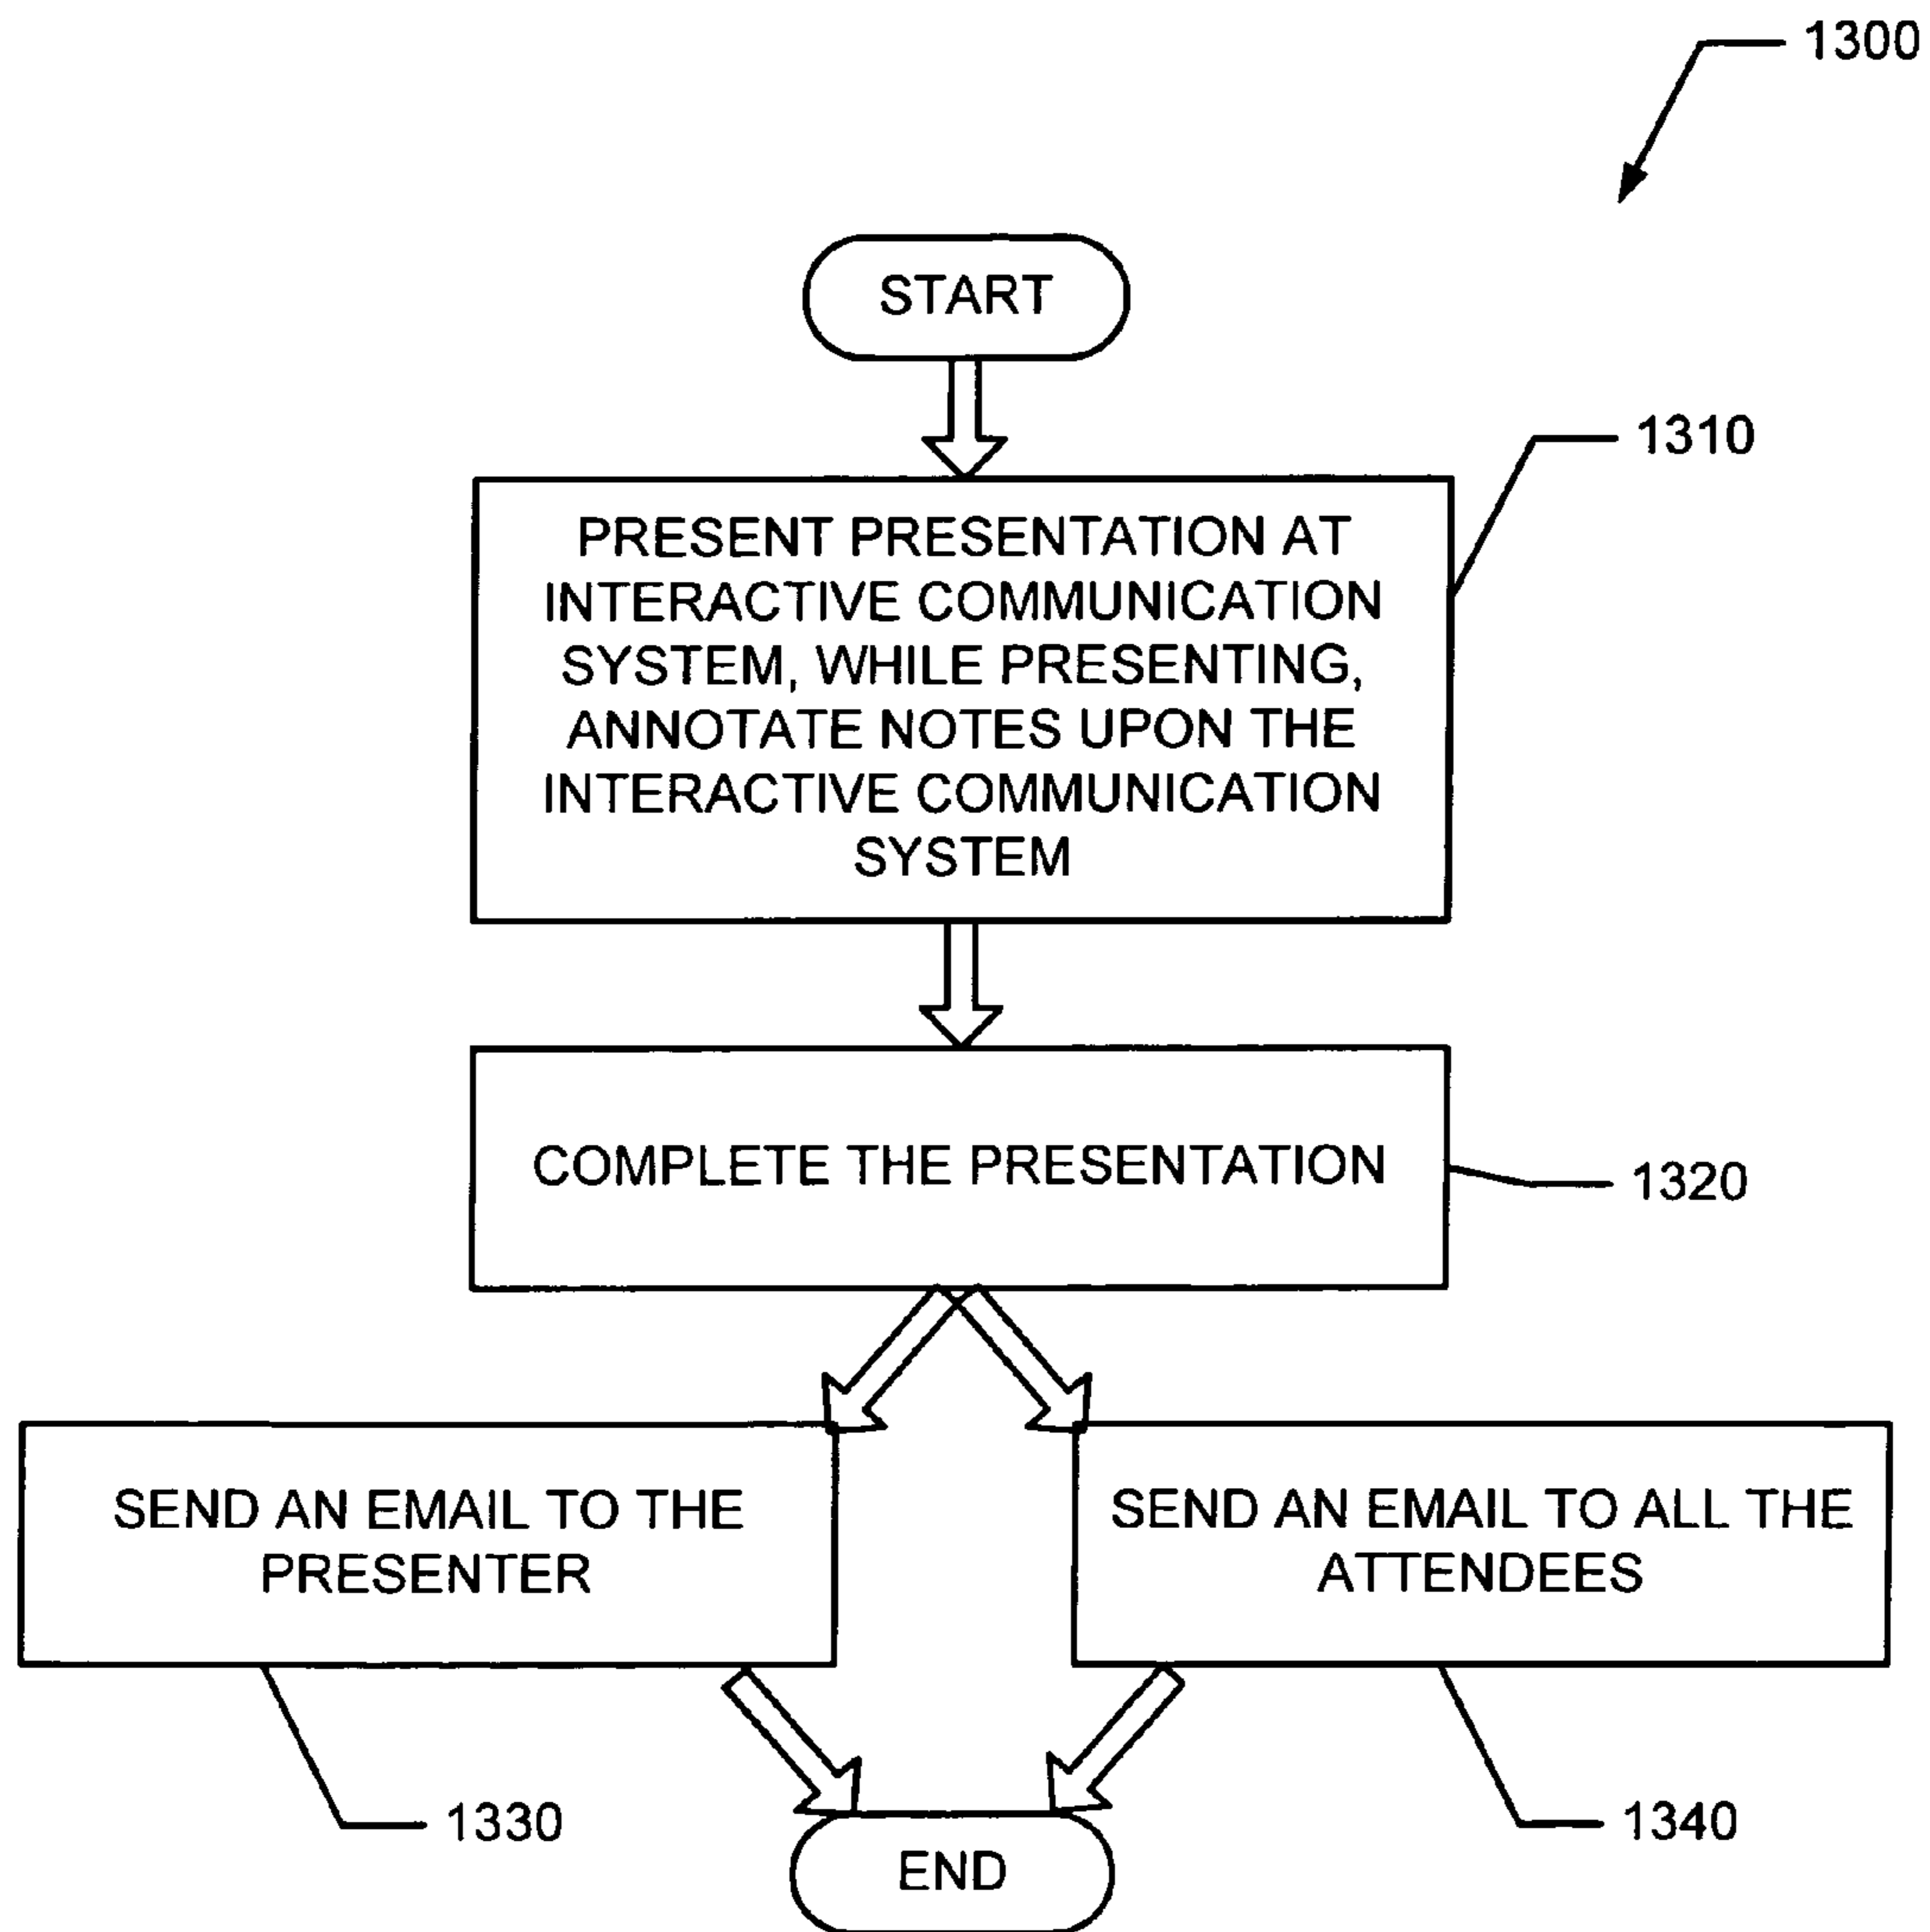 1300
START
1310
PRESENT PRESENTATION AT
INTERACTIVE COMMUNICATION
SYSTEM, WHILE PRESENTING,
ANNOTATE NOTES UPON THE
INTERACTIVE COMMUNICATION
SYSTEM
COMPLETE THE PRESENTATION
1320
SEND AN EMAIL TO THE
PRESENTER
SEND AN EMAIL TO ALL THE
ATTENDEES
1330
1340
END